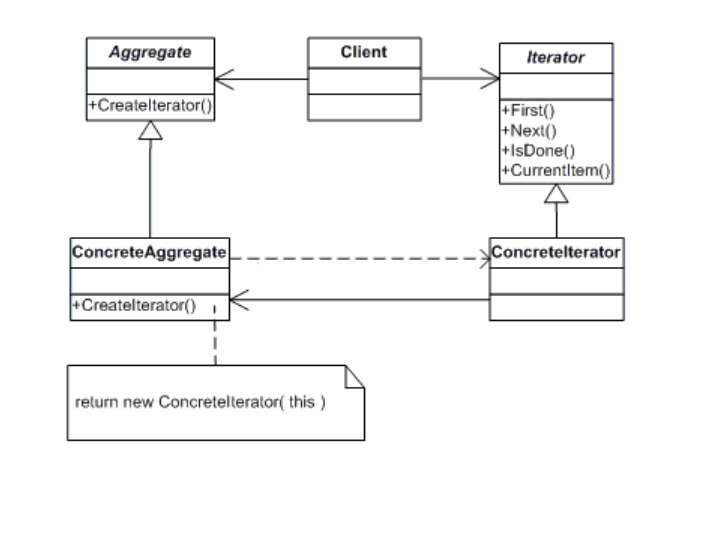 Aggregate
+CreateIterator()
Client
Iterator
+First()
+Next()
+IsDone()
+CurrentItem()
ConcreteAggregate
+CreateIterator()
ConcreteIterator
return new ConcreteIterator( this )